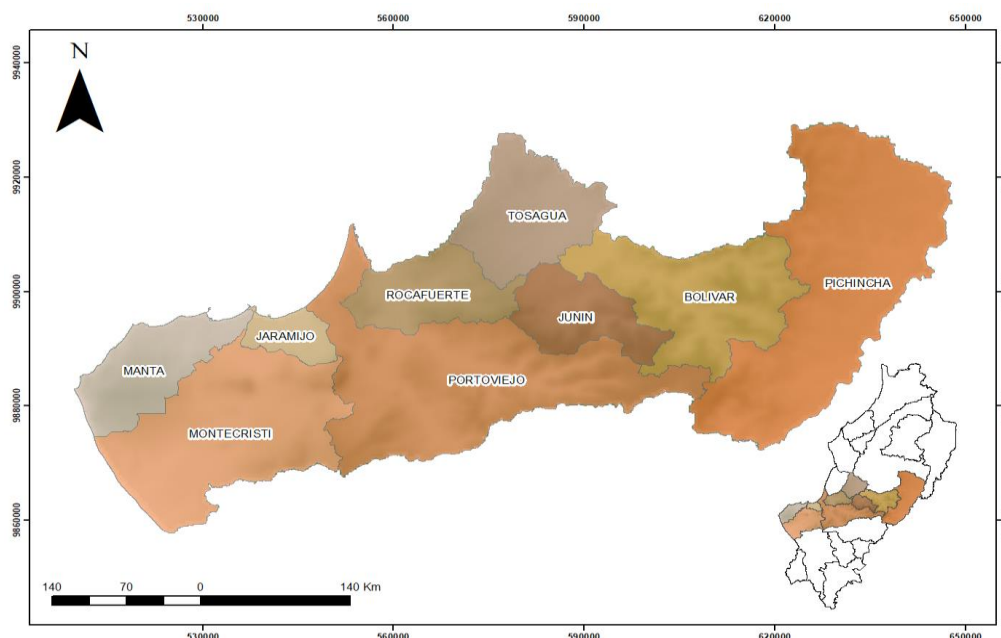 530000 560000 590000 620000 650000
N
9940000
9920000
9900000
9880000
9860000
TOSAGUA
PICHINCHA
ROCAFUERTE
BOLIVAR
JUNIN
JARAMIJO
MANTA
PORTOVIEJO
MONTECRISTI
140 70 0 140 Km
530000 560000 590000 620000 650000